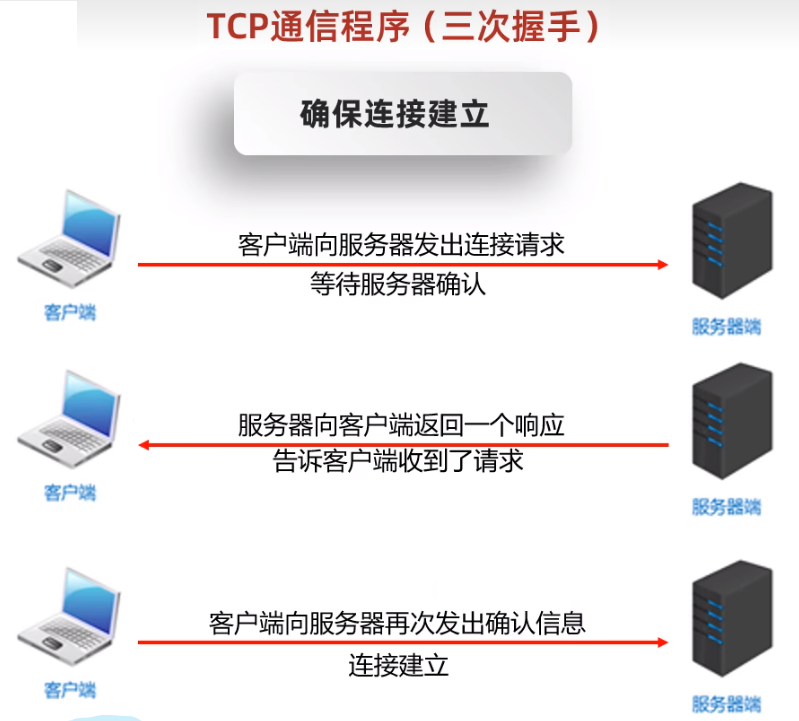 TCP通信程序（三次握手）
确保连接建立
客户端向服务器发出连接请求
等待服务器确认
客户端
服务器端
服务器向客户端返回一个响应
告诉客户端收到了请求
客户端
服务器端
客户端向服务器再次发出确认信息
连接建立
客户端
服务器端